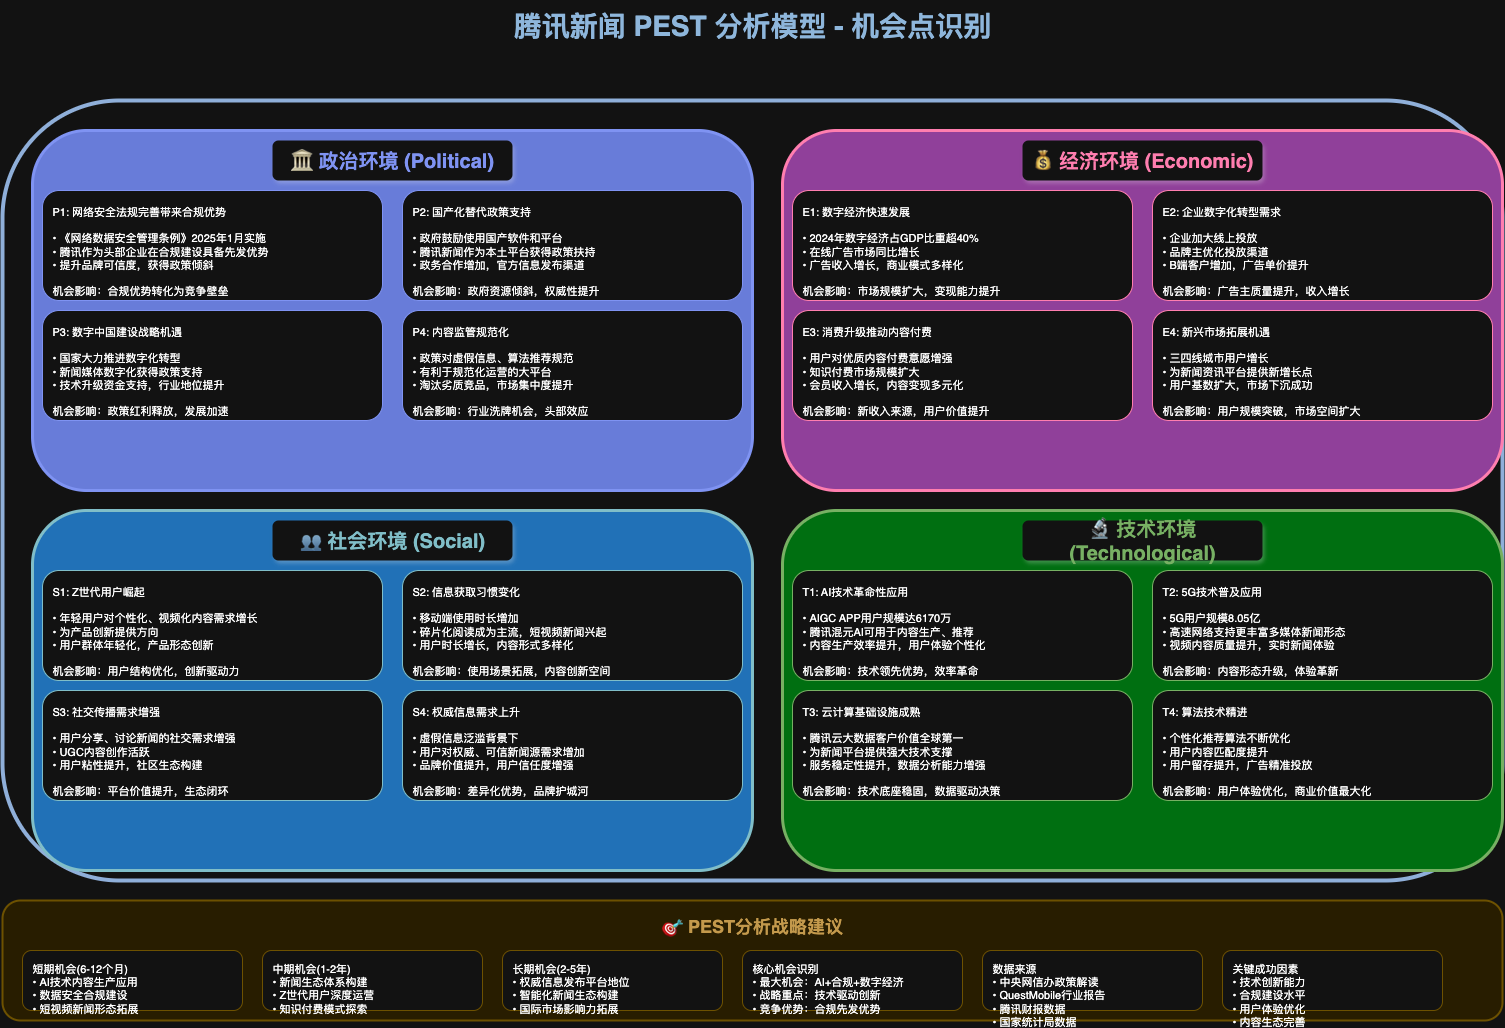 腾讯新闻 PEST 分析模型 - 机会点识别
🏛️ 政治环境 (Political)
P1: 网络安全法规完善带来合规优势
• 《网络数据安全管理条例》2025年1月实施
• 腾讯作为头部企业在合规建设具备先发优势
• 提升品牌可信度，获得政策倾斜
机会影响：合规优势转化为竞争壁垒
P2: 国产化替代政策支持
• 政府鼓励使用国产软件和平台
• 腾讯新闻作为本土平台获得政策扶持
• 政务合作增加，官方信息发布渠道
机会影响：政府资源倾斜，权威性提升
P3: 数字中国建设战略机遇
• 国家大力推进数字化转型
• 新闻媒体数字化获得政策支持
• 技术升级资金支持，行业地位提升
机会影响：政策红利释放，发展加速
P4: 内容监管规范化
• 政策对虚假信息、算法推荐规范
• 有利于规范化运营的大平台
• 淘汰劣质竞品，市场集中度提升
机会影响：行业洗牌机会，头部效应
💰 经济环境 (Economic)
E1: 数字经济快速发展
• 2024年数字经济占GDP比重超40%
• 在线广告市场同比增长
• 广告收入增长，商业模式多样化
机会影响：市场规模扩大，变现能力提升
E2: 企业数字化转型需求
• 企业加大线上投放
• 品牌主优化投放渠道
• B端客户增加，广告单价提升
机会影响：广告主质量提升，收入增长
E3: 消费升级推动内容付费
• 用户对优质内容付费意愿增强
• 知识付费市场规模扩大
• 会员收入增长，内容变现多元化
机会影响：新收入来源，用户价值提升
E4: 新兴市场拓展机遇
• 三四线城市用户增长
• 为新闻资讯平台提供新增长点
• 用户基数扩大，市场下沉成功
机会影响：用户规模突破，市场空间扩大
👥 社会环境 (Social)
S1: Z世代用户崛起
• 年轻用户对个性化、视频化内容需求增长
• 为产品创新提供方向
• 用户群体年轻化，产品形态创新
机会影响：用户结构优化，创新驱动力
S2: 信息获取习惯变化
• 移动端使用时长增加
• 碎片化阅读成为主流，短视频新闻兴起
• 用户时长增长，内容形式多样化
机会影响：使用场景拓展，内容创新空间
S3: 社交传播需求增强
• 用户分享、讨论新闻的社交需求增强
• UGC内容创作活跃
• 用户粘性提升，社区生态构建
机会影响：平台价值提升，生态闭环
S4: 权威信息需求上升
• 虚假信息泛滥背景下
• 用户对权威、可信新闻源需求增加
• 品牌价值提升，用户信任度增强
机会影响：差异化优势，品牌护城河
🔬 技术环境
(Technological)
T1: AI技术革命性应用
• AIGC APP用户规模达6170万
• 腾讯混元AI可用于内容生产、推荐
• 内容生产效率提升，用户体验个性化
机会影响：技术领先优势，效率革命
T2: 5G技术普及应用
• 5G用户规模8.05亿
• 高速网络支持更丰富多媒体新闻形态
• 视频内容质量提升，实时新闻体验
机会影响：内容形态升级，体验革新
T3: 云计算基础设施成熟
• 腾讯云大数据客户价值全球第一
• 为新闻平台提供强大技术支撑
• 服务稳定性提升，数据分析能力增强
机会影响：技术底座稳固，数据驱动决策
T4: 算法技术精进
• 个性化推荐算法不断优化
• 用户内容匹配度提升
• 用户留存提升，广告精准投放
机会影响：用户体验优化，商业价值最大化
🎯 PEST分析战略建议
短期机会(6-12个月)
• AI技术内容生产应用
• 数据安全合规建设
• 短视频新闻形态拓展
中期机会(1-2年)
• 新闻生态体系构建
• Z世代用户深度运营
• 知识付费模式探索
长期机会(2-5年)
• 权威信息发布平台地位
• 智能化新闻生态构建
• 国际市场影响力拓展
核心机会识别
• 最大机会：AI+合规+数字经济
• 战略重点：技术驱动创新
• 竞争优势：合规先发优势
数据来源
• 中央网信办政策解读
• QuestMobile行业报告
• 腾讯财报数据
• 国家统计局数据
关键成功因素
• 技术创新能力
• 合规建设水平
• 用户体验优化
• 内容生态完善